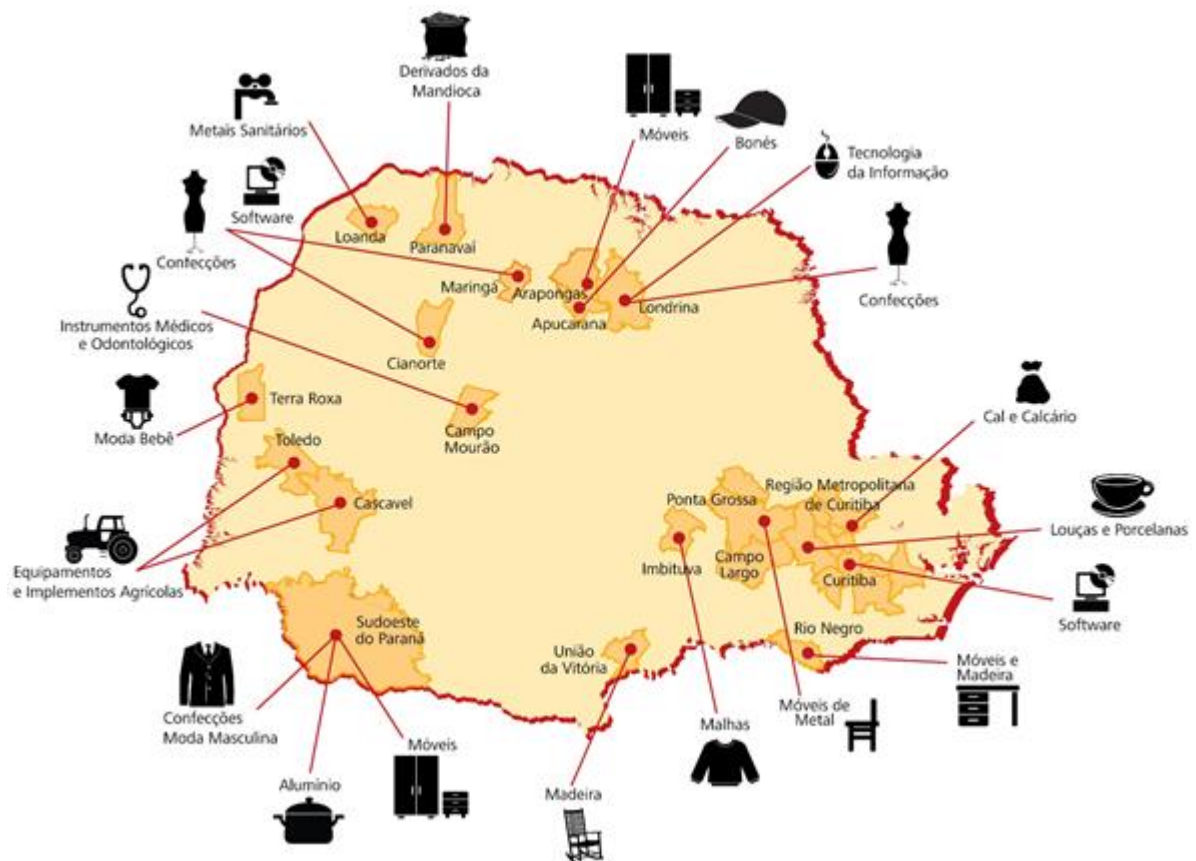 Derivados da
Mandioca
Móveis
Bonés
Metais Sanitários
Tecnologia
da Informação
Software
Confecções
Loanda
Paranavaí
Maringá
Arapongas
Apucarana
Londrina
Confecções
Instrumentos Médicos
e Odontológicos
Cianorte
Terra Roxa
Moda Bebê
Campo
Mourão
Cal e Calcário
Toledo
Cascavel
Ponta Grossa
Região Metropolitana
de Curitiba
Louças e Porcelanas
Equipamentos
e Implementos Agrícolas
Imbituva
Campo
Largo
Curitiba
Software
Sudoeste
do Paraná
União
da Vitória
Rio Negro
Móveis e
Madeira
Confecções
Moda Masculina
Móveis
Malhas
Móveis de
Metal
Alumínio
Madeira